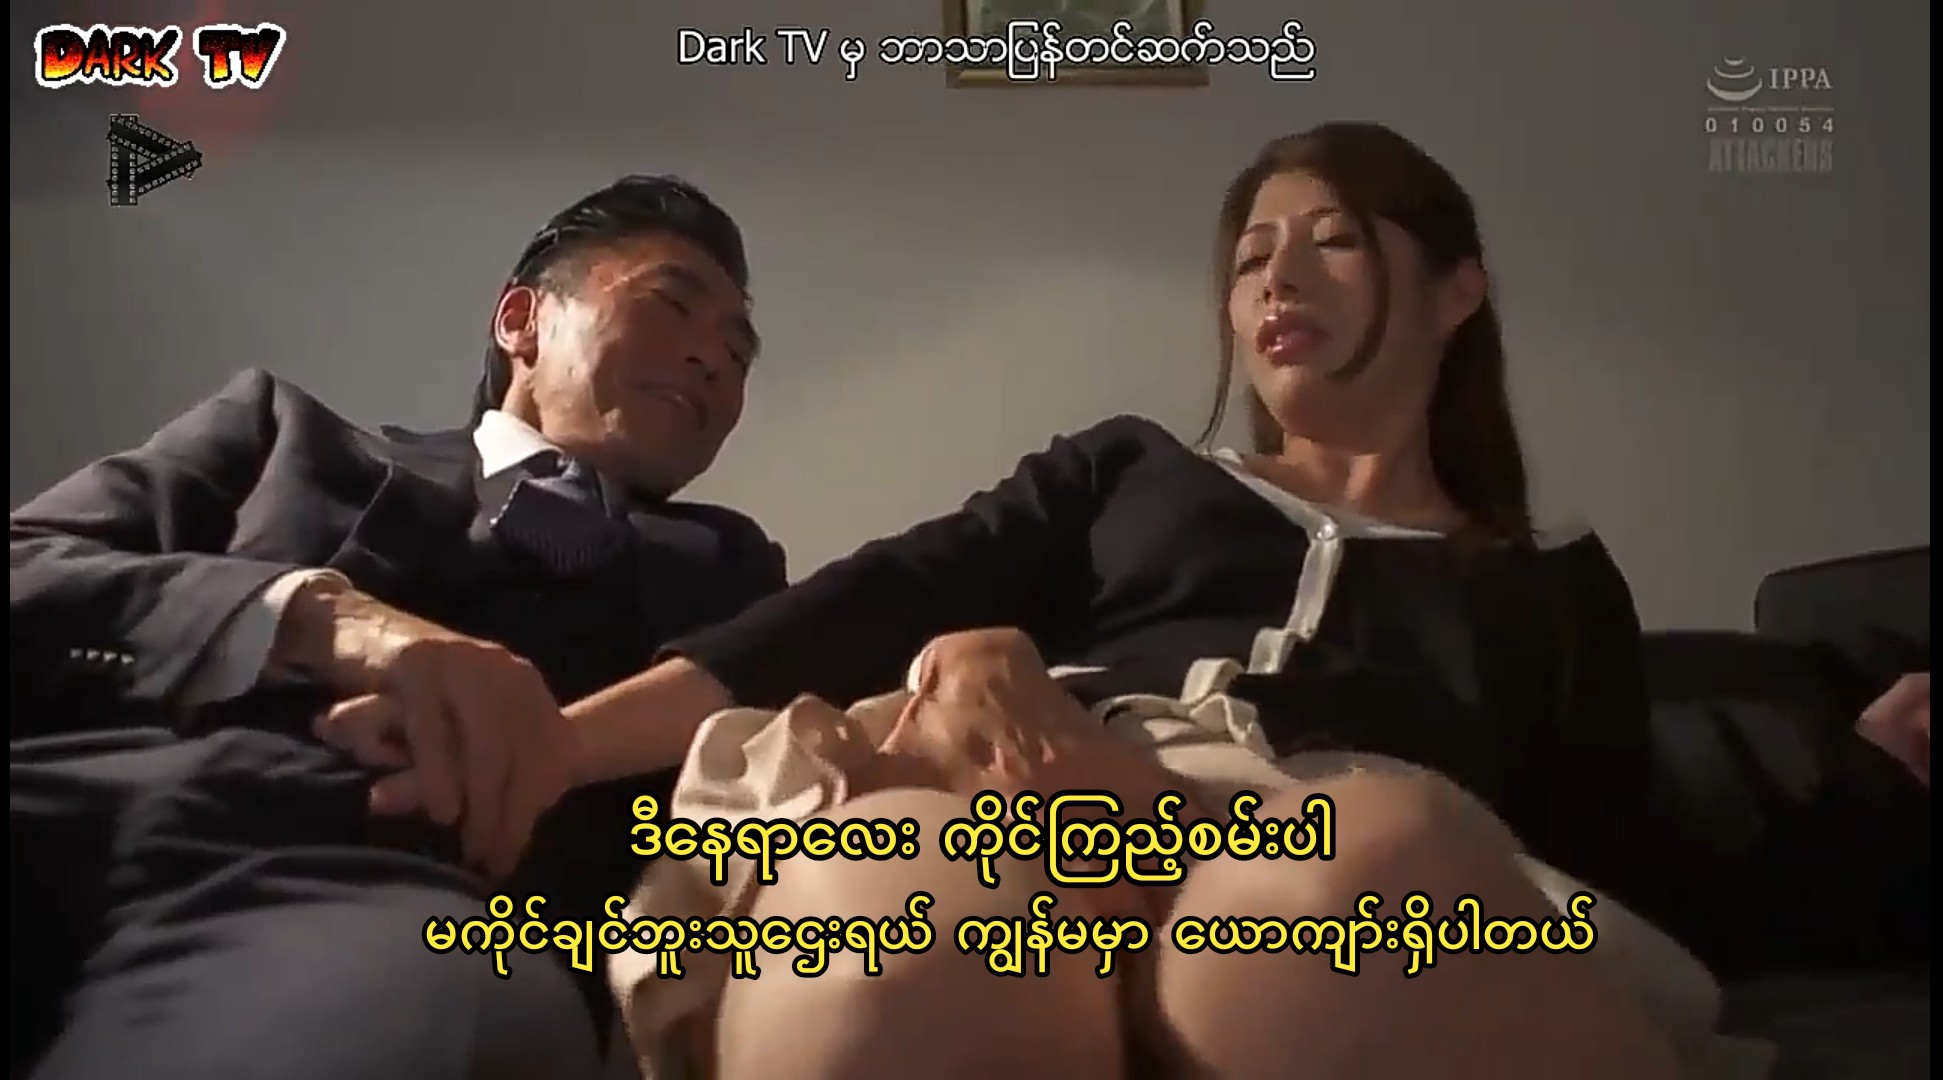 DARK TV
Dark TV မှ ဘာသာပြန်တင်ဆက်သည်
IPPA
010054
ATTACKERS
ဒီနေရာလေး ကိုင်ကြည့်စမ်းပါ
မကိုင်ချင်ဘူးသူဌေးရယ် ကျွန်မမှာ ယောကျာ်းရှိပါတယ်